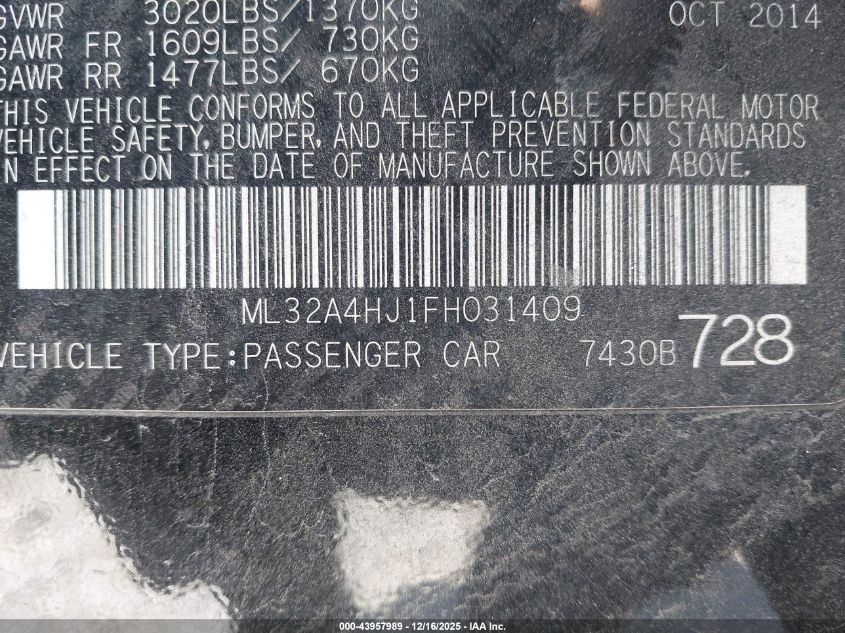 GVWR 3020LBS/1370KG OCT 2014
GAWR FR 1609LBS/ 730KG
GAWR RR 1477LBS/ 670KG
THIS VEHICLE CONFORMS TO ALL APPLICABLE FEDERAL MOTOR
VEHICLE SAFETY, BUMPER, AND THEFT PREVENTION STANDARDS
IN EFFECT ON THE DATE OF MANUFACTURE SHOWN ABOVE.
ML32A4HJ1FH031409
VEHICLE TYPE:PASSENGER CAR 7430B 728
000-43957989 - 12/16/2025 - IAA Inc.